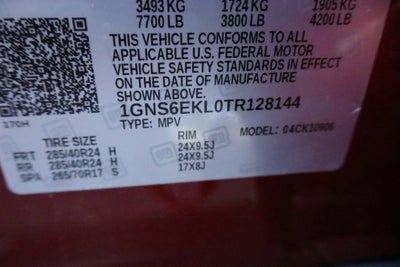 3493 KG 1724 KG 1905 KG
7700 LB 3800 LB 4200 LB
THIS VEHICLE CONFORMS TO ALL
APPLICABLE U.S. FEDERAL MOTOR
VEHICLE SAFETY STANDARDS IN EFFECT
ON THE DATE OF MANUFACTURE
SHOWN ABOVE.
1GNS6EKL0TR128144
TYPE: MPV
170H
MODEL: 04CK10906
TIRE SIZE RIM
FRT 285/40R24 H 24X9.5J
RR 285/40R24 H 24X9.5J
SPA 265/70R17 S 17X8J